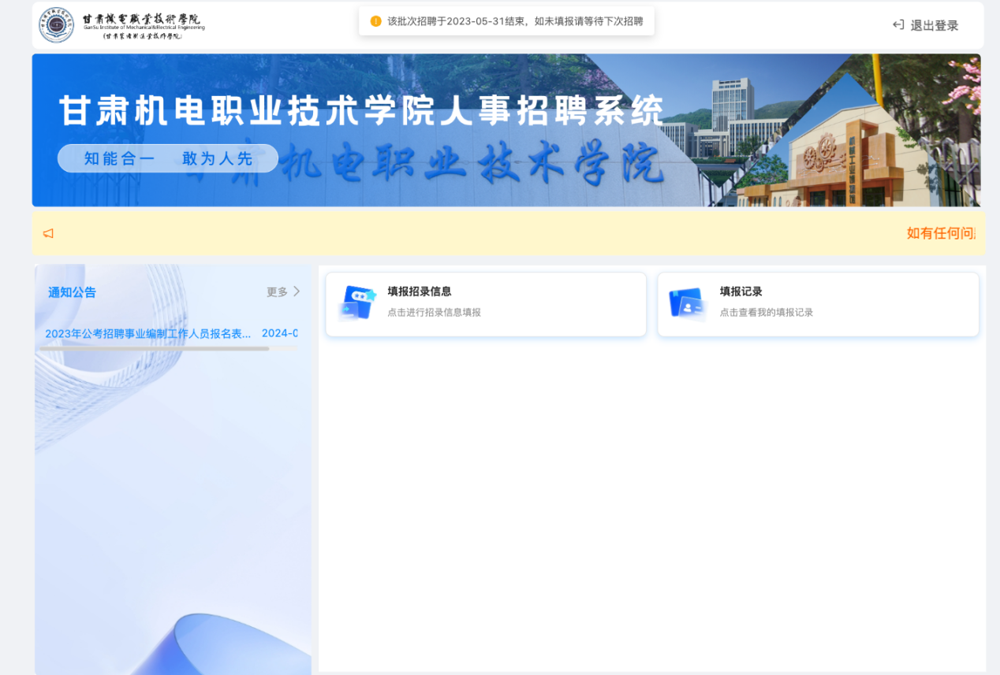 甘肃機電職業技術學院
GanSu Institute of Mechanical&Electrical Engineering
该批次招聘于2023-05-31结束，如未填报请等待下次招聘
退出登录
甘肃机电职业技术学院人事招聘系统
知能合一 敢为人先
肃机电职业技术学院
如有任何问
通知公告
更多
2023年公考招聘事业编制工作人员报名表...
2024-0
填报招录信息
点击进行招录信息填报
填报记录
点击查看我的填报记录